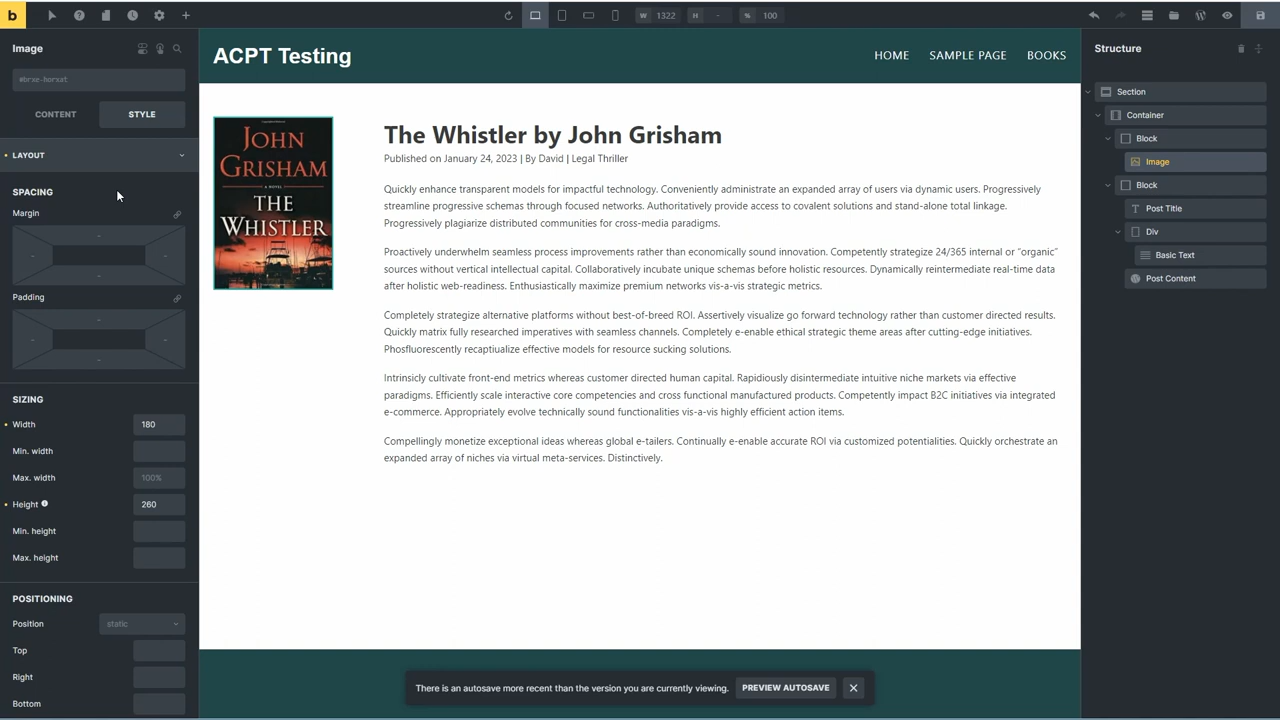 b
W 1322 H - % 100
Image
#brxe-horxat
CONTENT STYLE
LAYOUT
SPACING
Margin
Padding
SIZING
Width 180
Min. width
Max. width 100%
Height 260
Min. height
Max. height
POSITIONING
Position static
Top
Right
Bottom
ACPT Testing
HOME SAMPLE PAGE BOOKS
JOHN
GRISHAM
A NOVEL
THE
WHISTLER
The Whistler by John Grisham
Published on January 24, 2023 | By David | Legal Thriller
Quickly enhance transparent models for impactful technology. Conveniently administrate an expanded array of users via dynamic users. Progressively
streamline progressive schemas through focused networks. Authoritatively provide access to covalent solutions and stand-alone total linkage.
Progressively plagiarize distributed communities for cross-media paradigms.
Proactively underwhelm seamless process improvements rather than economically sound innovation. Competently strategize 24/365 internal or “organic”
sources without vertical intellectual capital. Collaboratively incubate unique schemas before holistic resources. Dynamically reintermediate real-time data
after holistic web-readiness. Enthusiastically maximize premium networks vis-a-vis strategic metrics.
Completely strategize alternative platforms without best-of-breed ROI. Assertively visualize go forward technology rather than customer directed results.
Quickly matrix fully researched imperatives with seamless channels. Completely e-enable ethical strategic theme areas after cutting-edge initiatives.
Phosfluorescently recaptiualize effective models for resource sucking solutions.
Intrinsicly cultivate front-end metrics whereas customer directed human capital. Rapidiously disintermediate intuitive niche markets via effective
paradigms. Efficiently scale interactive core competencies and cross functional manufactured products. Competently impact B2C initiatives via integrated
e-commerce. Appropriately evolve technically sound functionalities vis-a-vis highly efficient action items.
Compellingly monetize exceptional ideas whereas global e-tailers. Continually e-enable accurate ROI via customized potentialities. Quickly orchestrate an
expanded array of niches via virtual meta-services. Distinctively.
There is an autosave more recent than the version you are currently viewing. PREVIEW AUTOSAVE
Structure
Section
Container
Block
Image
Block
Post Title
Div
Basic Text
Post Content